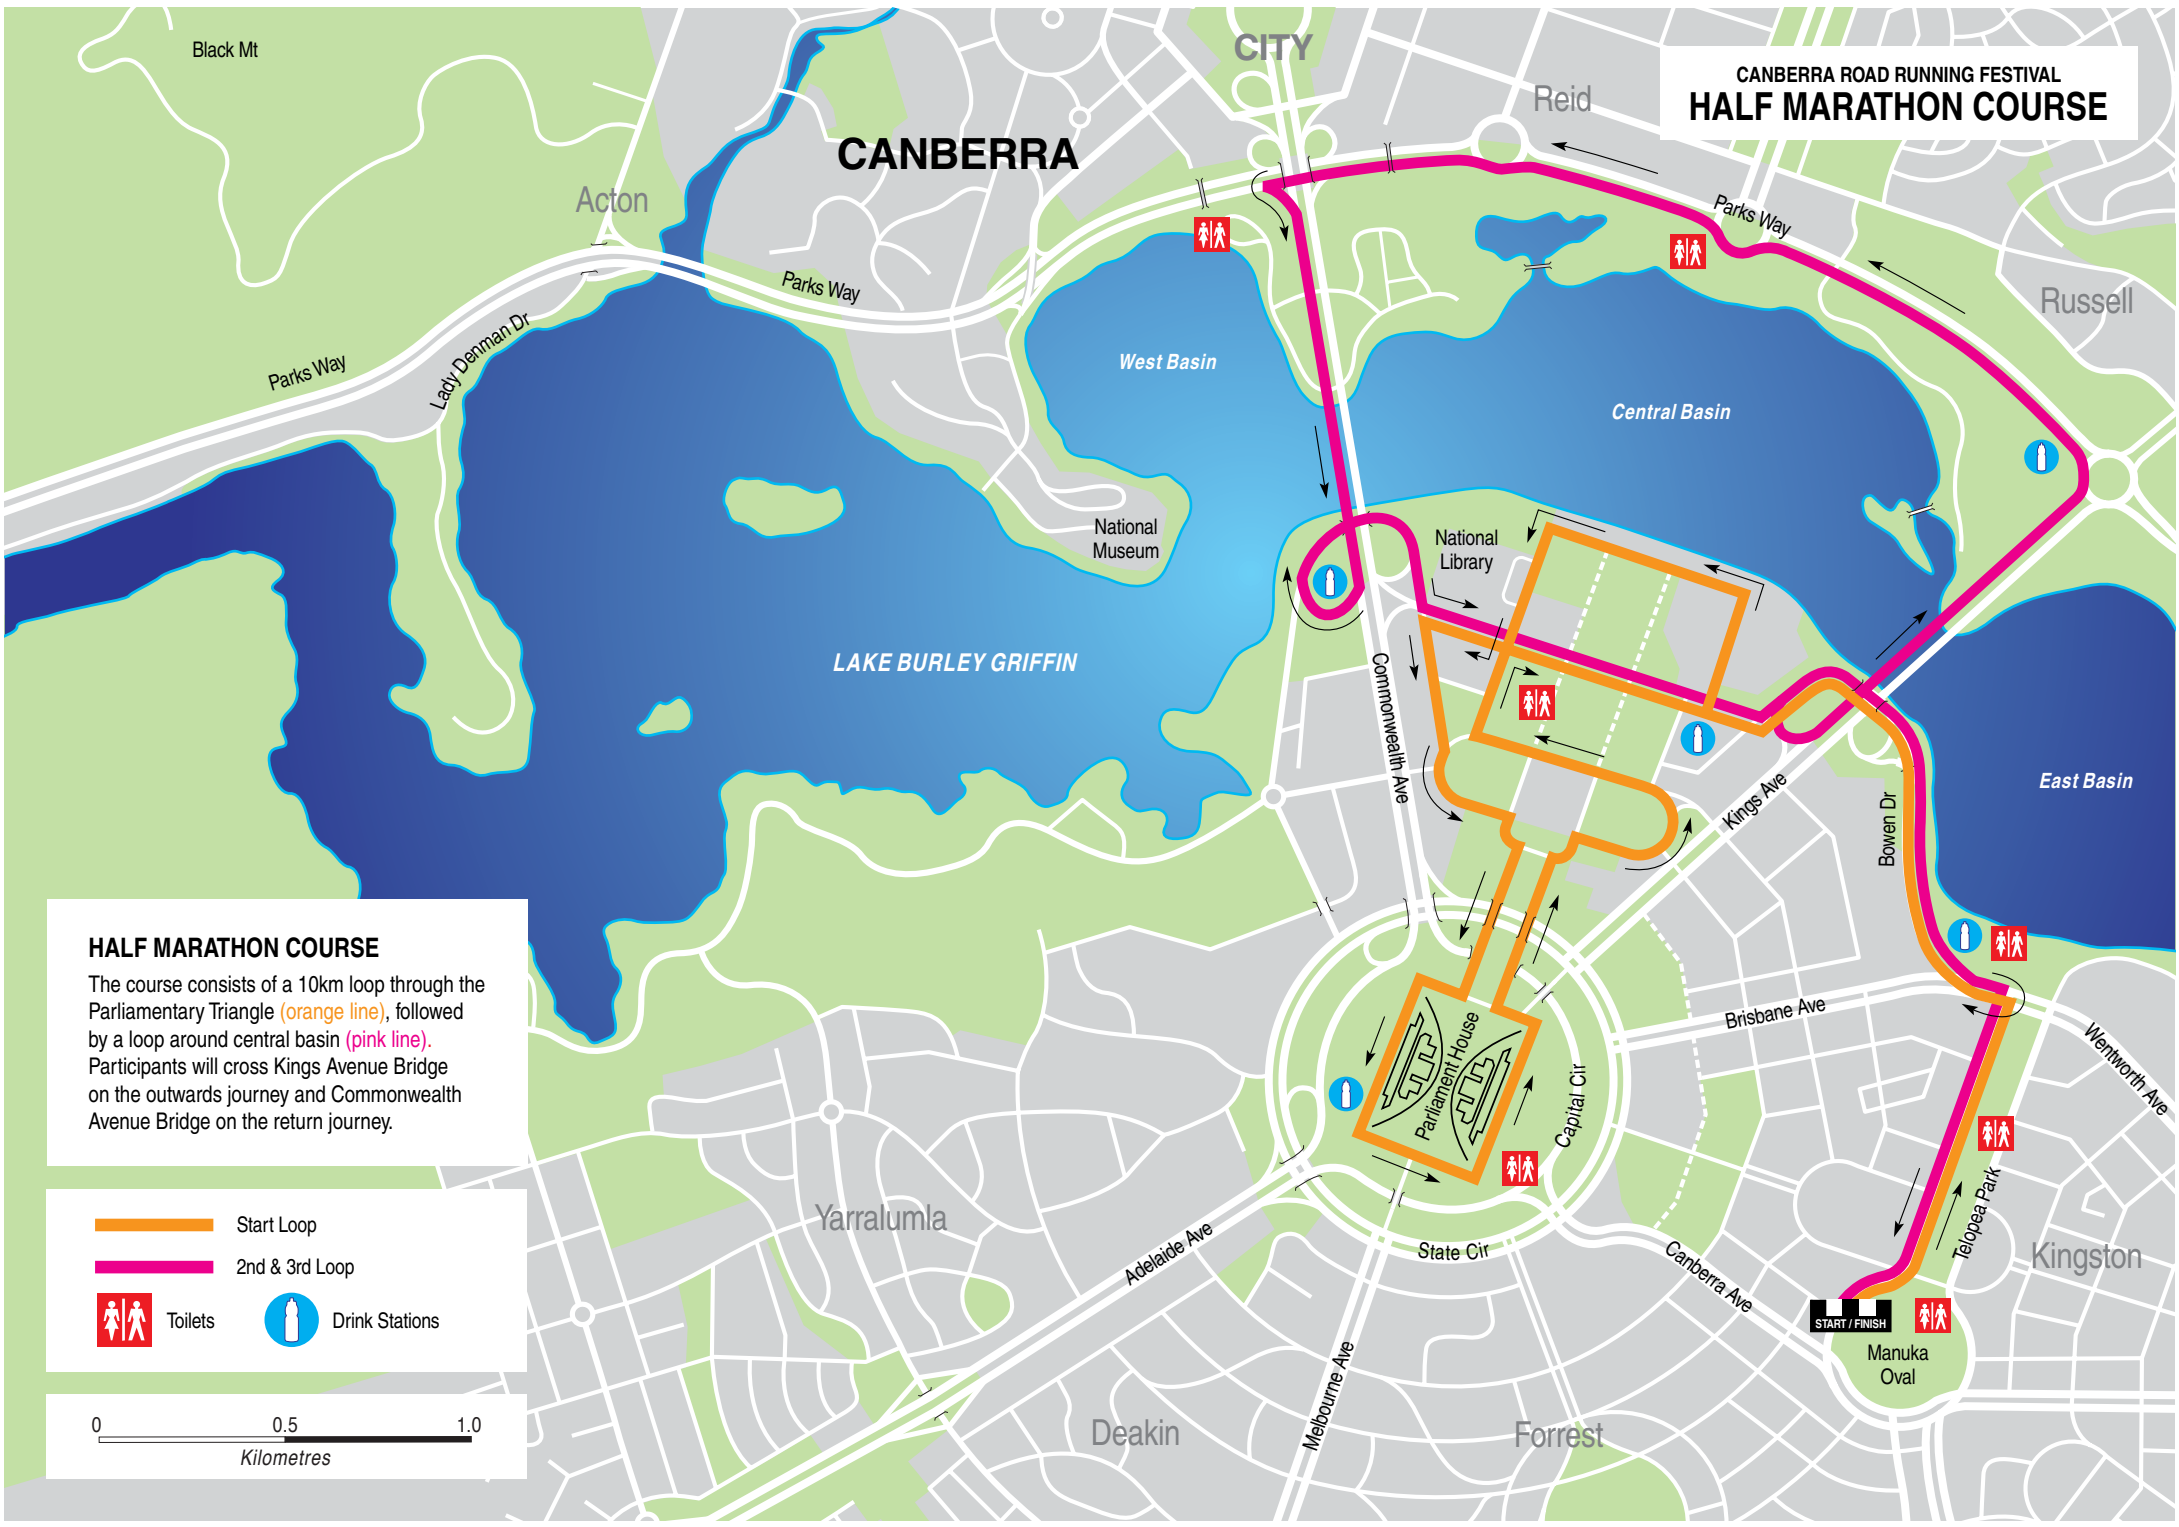 CANBERRA ROAD RUNNING FESTIVAL
HALF MARATHON COURSE
Black Mt
CITY
Reid
CANBERRA
Acton
Parks Way
Parks Way
Russell
Parks Way
Lady Denman Dr
West Basin
Central Basin
National
Museum
National
Library
LAKE BURLEY GRIFFIN
Commonwealth Ave
East Basin
Kings Ave
Bowen Dr
HALF MARATHON COURSE
The course consists of a 10km loop through the
Parliamentary Triangle (orange line), followed
by a loop around central basin (pink line).
Participants will cross Kings Avenue Bridge
on the outwards journey and Commonwealth
Avenue Bridge on the return journey.
Brisbane Ave
Wentworth Ave
Parliament House
Capital Cir
Start Loop
2nd & 3rd Loop
Toilets
Drink Stations
Yarralumla
Adelaide Ave
State Cir
Canberra Ave
Telopea Park
Kingston
START / FINISH
Manuka
Oval
Melbourne Ave
Deakin
Forrest
0 0.5 1.0
Kilometres